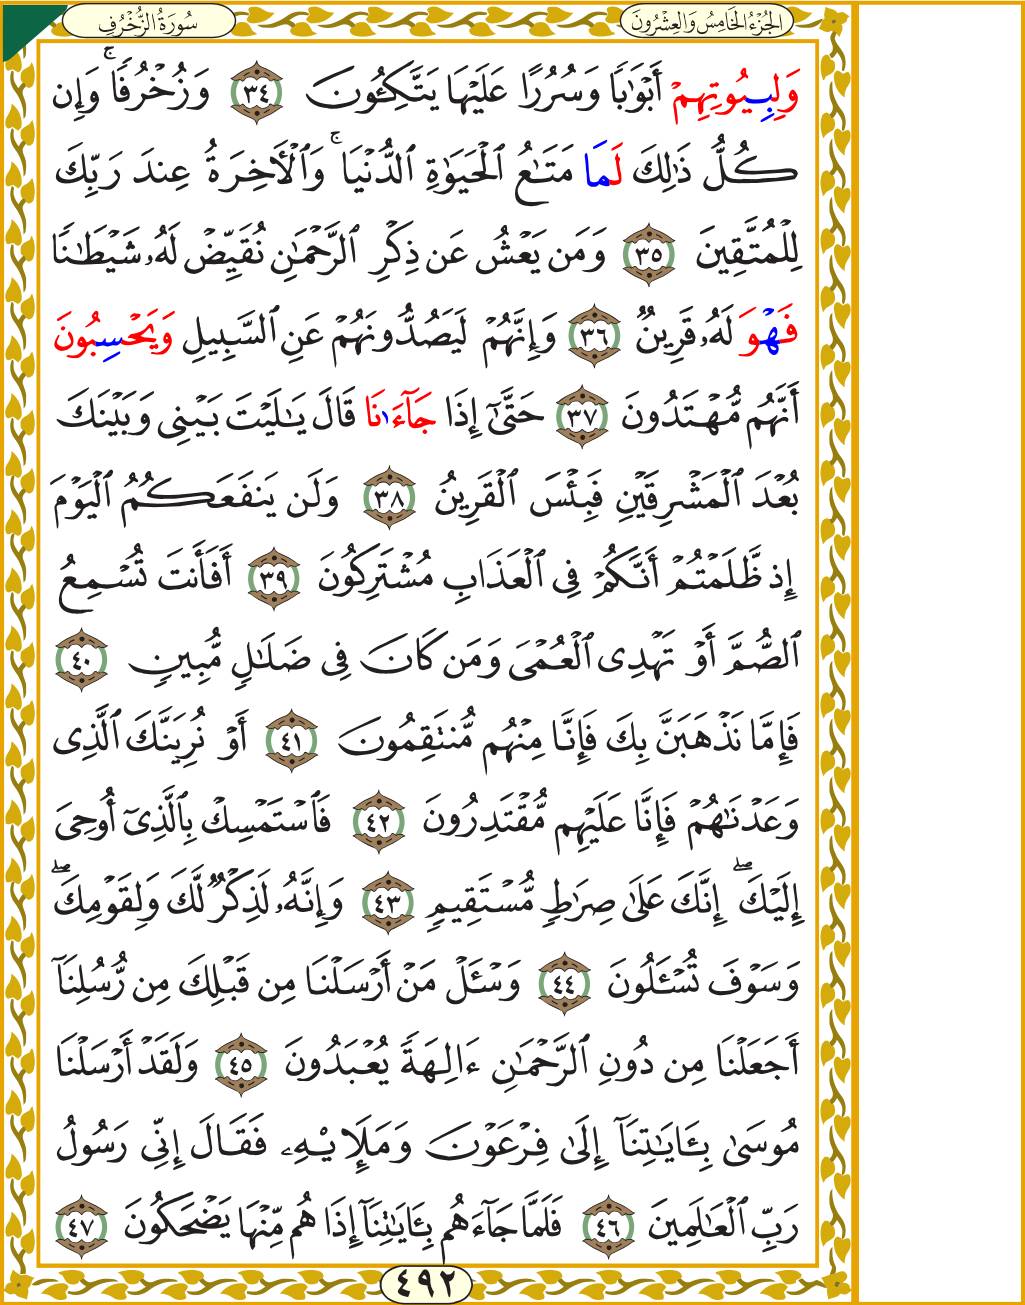 الجُزْءُ الخَامِسُ وَالعِشْرُونَ
سُورَةُ الزُّخْرُفِ
وَلِبِيُوتِهِمْ أَبْوَٰبًا وَسُرُرًا عَلَيْهَا يَتَّكِـُٔونَ ٣٤ وَزُخْرُفًا ۚ وَإِن
كُلُّ ذَٰلِكَ لَمَا مَتَٰعُ ٱلْحَيَوٰةِ ٱلدُّنْيَا ۚ وَٱلْأَخِرَةُ عِندَ رَبِّكَ
لِلْمُتَّقِينَ ٣٥ وَمَن يَعْشُ عَن ذِكْرِ ٱلرَّحْمَٰنِ نُقَيِّضْ لَهُۥ شَيْطَٰنًا
فَهْوَ لَهُۥ قَرِينٌ ٣٦ وَإِنَّهُمْ لَيَصُدُّونَهُمْ عَنِ ٱلسَّبِيلِ وَيَحْسِبُونَ
أَنَّهُم مُّهْتَدُونَ ٣٧ حَتَّىٰٓ إِذَا جَآءَٰنَا قَالَ يَٰلَيْتَ بَيْنِى وَبَيْنَكَ
بُعْدَ ٱلْمَشْرِقَيْنِ فَبِئْسَ ٱلْقَرِينُ ٣٨ وَلَن يَنفَعَكُمُ ٱلْيَوْمَ
إِذ ظَّلَمْتُمْ أَنَّكُمْ فِى ٱلْعَذَابِ مُشْتَرِكُونَ ٣٩ أَفَأَنتَ تُسْمِعُ
ٱلصُّمَّ أَوْ تَهْدِى ٱلْعُمْىَ وَمَن كَانَ فِى ضَلَٰلٍ مُّبِينٍ ٤٠
فَإِمَّا نَذْهَبَنَّ بِكَ فَإِنَّا مِنْهُم مُّنتَقِمُونَ ٤١ أَوْ نُرِيَنَّكَ ٱلَّذِى
وَعَدْنَٰهُمْ فَإِنَّا عَلَيْهِم مُّقْتَدِرُونَ ٤٢ فَٱسْتَمْسِكْ بِٱلَّذِىٓ أُوحِىَ
إِلَيْكَ ۖ إِنَّكَ عَلَىٰ صِرَٰطٍ مُّسْتَقِيمٍ ٤٣ وَإِنَّهُۥ لَذِكْرٌ لَّكَ وَلِقَوْمِكَ ۖ
وَسَوْفَ تُسْـَٔلُونَ ٤٤ وَسْـَٔلْ مَنْ أَرْسَلْنَا مِن قَبْلِكَ مِن رُّسُلِنَآ
أَجَعَلْنَا مِن دُونِ ٱلرَّحْمَٰنِ ءَالِهَةً يُعْبَدُونَ ٤٥ وَلَقَدْ أَرْسَلْنَا
مُوسَىٰ بِـَٔايَٰتِنَآ إِلَىٰ فِرْعَوْنَ وَمَلَإِيْهِۦ فَقَالَ إِنِّى رَسُولُ
رَبِّ ٱلْعَٰلَمِينَ ٤٦ فَلَمَّا جَآءَهُم بِـَٔايَٰتِنَآ إِذَا هُم مِّنْهَا يَضْحَكُونَ ٤٧
٤٩٢